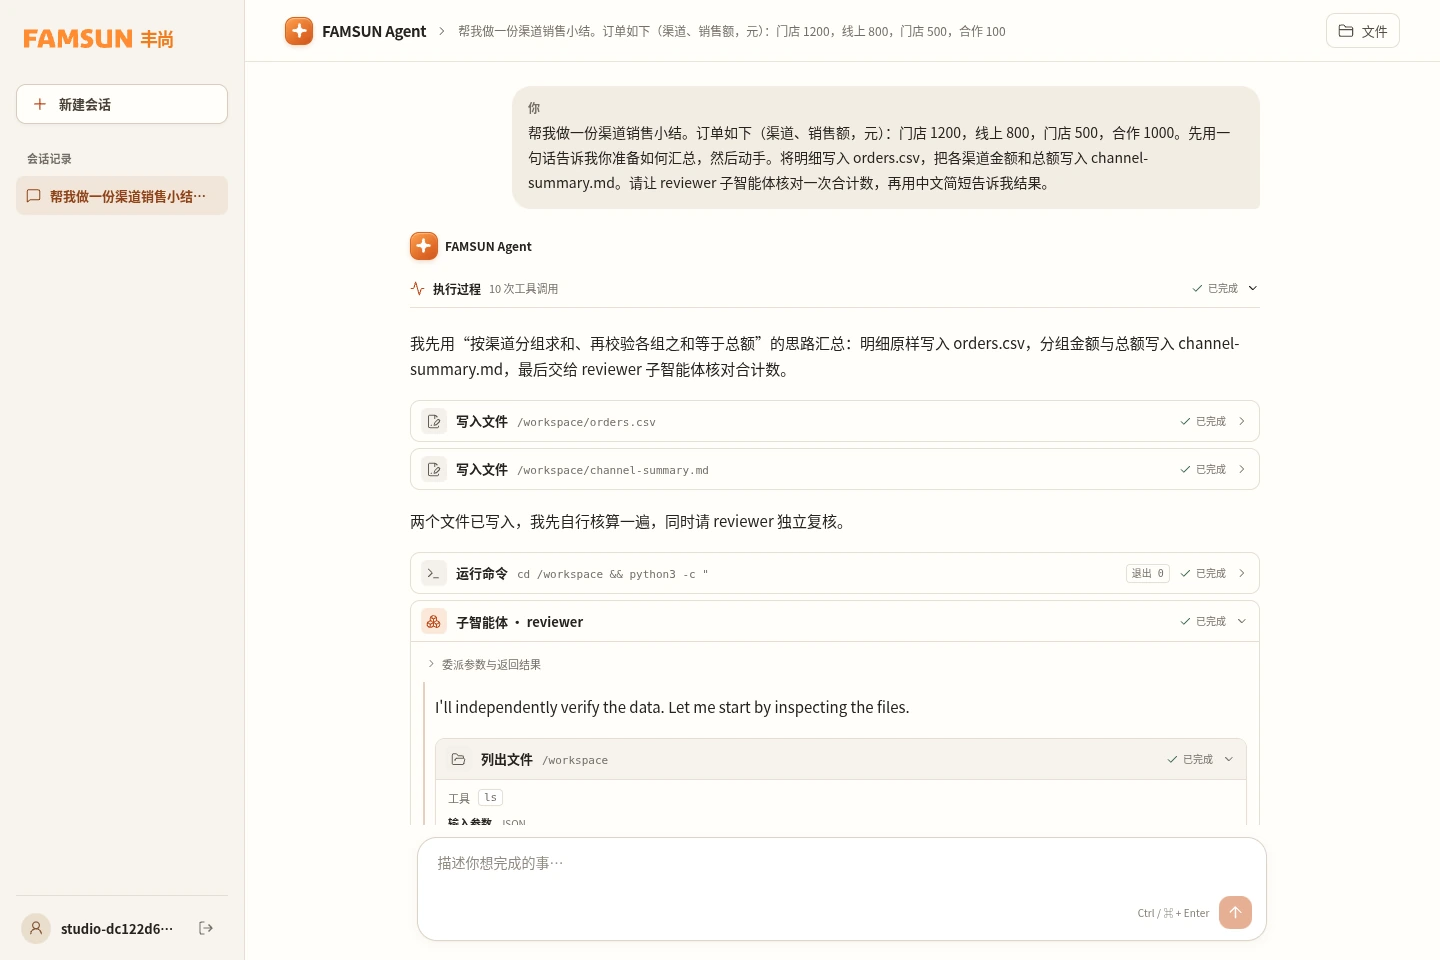 FAMSUN 丰尚
新建会话
会话记录
帮我做一份渠道销售小结…
studio-dc122d6…
FAMSUN Agent
帮我做一份渠道销售小结。订单如下（渠道、销售额，元）：门店 1200，线上 800，门店 500，合作 100
文件
你
帮我做一份渠道销售小结。订单如下（渠道、销售额，元）：门店 1200，线上 800，门店 500，合作 1000。先用一
句话告诉我你准备如何汇总，然后动手。将明细写入 orders.csv，把各渠道金额和总额写入 channel-
summary.md。请让 reviewer 子智能体核对一次合计数，再用中文简短告诉我结果。
FAMSUN Agent
执行过程 10 次工具调用 已完成
我先用“按渠道分组求和、再校验各组之和等于总额”的思路汇总：明细原样写入 orders.csv，分组金额与总额写入 channel-
summary.md，最后交给 reviewer 子智能体核对合计数。
写入文件 /workspace/orders.csv 已完成
写入文件 /workspace/channel-summary.md 已完成
两个文件已写入，我先自行核算一遍，同时请 reviewer 独立复核。
运行命令 cd /workspace && python3 -c " 退出 0 已完成
子智能体 · reviewer 已完成
委派参数与返回结果
I'll independently verify the data. Let me start by inspecting the files.
列出文件 /workspace 已完成
工具 ls
输入参数 JSON
描述你想完成的事…
Ctrl / ⌘ + Enter